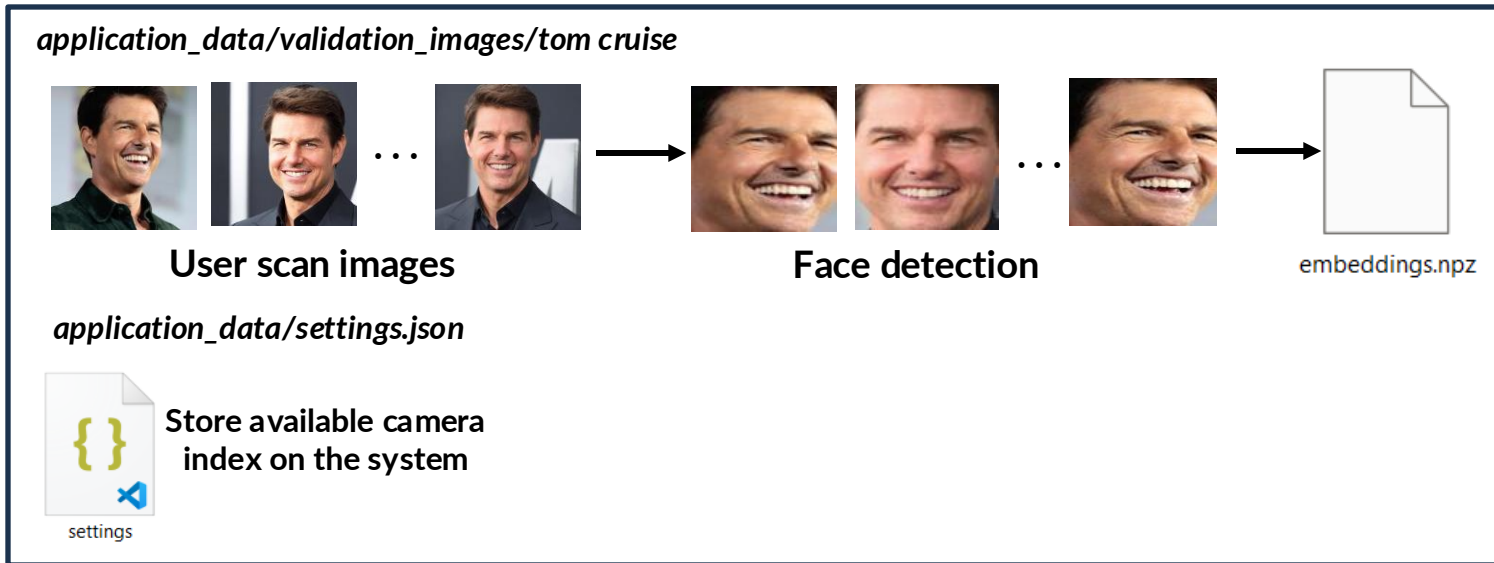 application_data/validation_images/tom cruise
. . .
. . .
User scan images
Face detection
embeddings.npz
application_data/settings.json
{ }
Store available camera
index on the system
settings